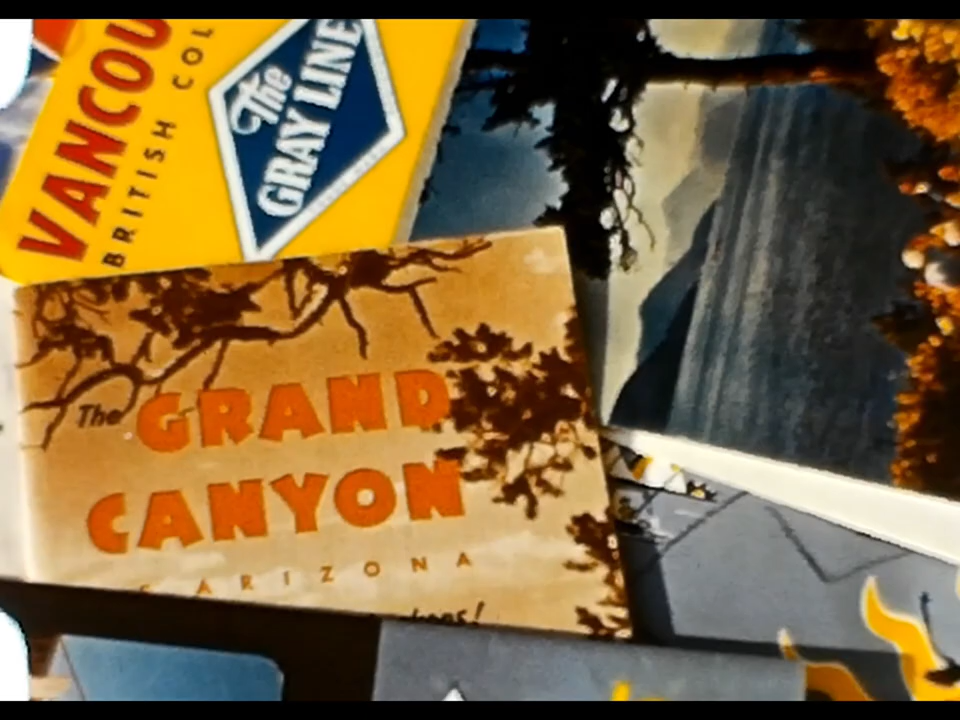 VANCOU
BRITISH COL
The
GRAY LINE
The GRAND
CANYON
ARIZONA